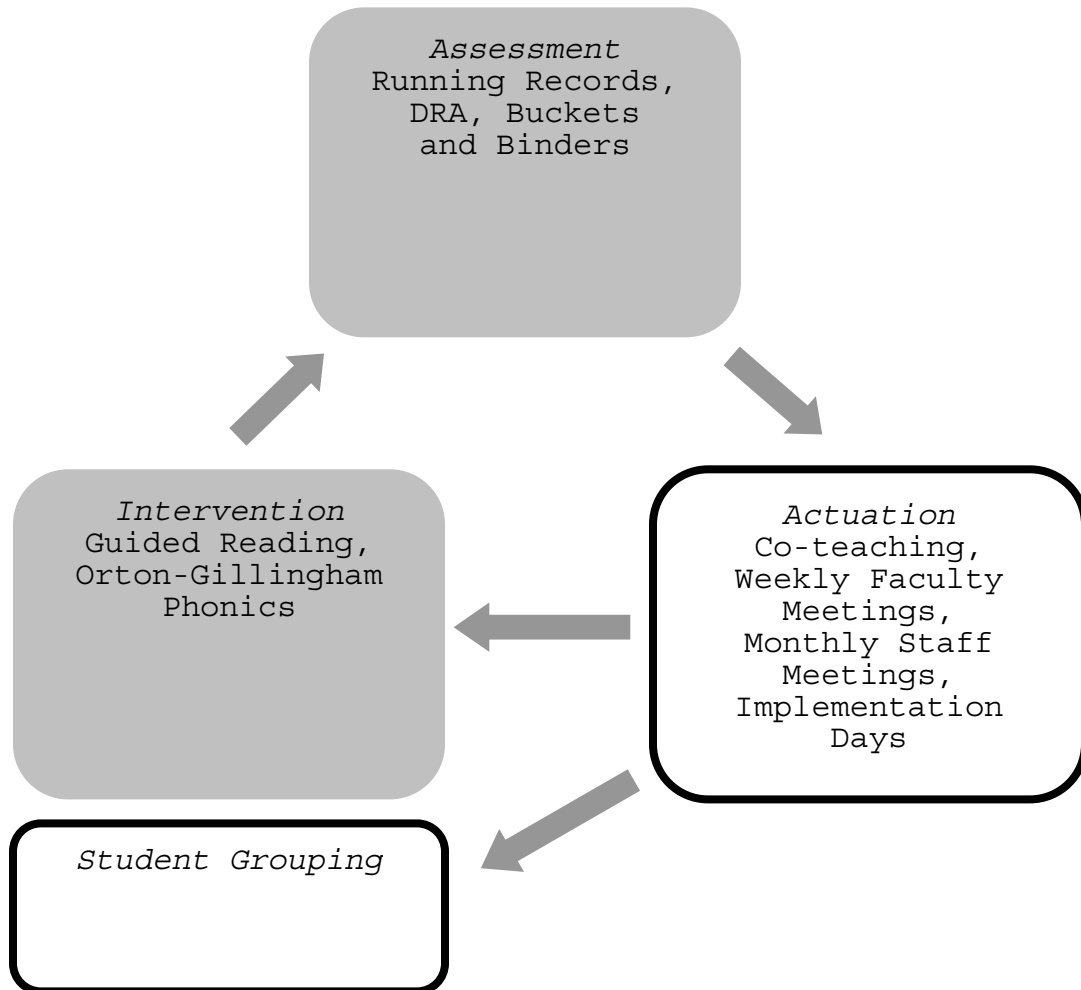 Assessment
Running Records,
DRA, Buckets
and Binders
Intervention
Guided Reading,
Orton-Gillingham
Phonics
Actuation
Co-teaching,
Weekly Faculty
Meetings,
Monthly Staff
Meetings,
Implementation
Days
Student Grouping